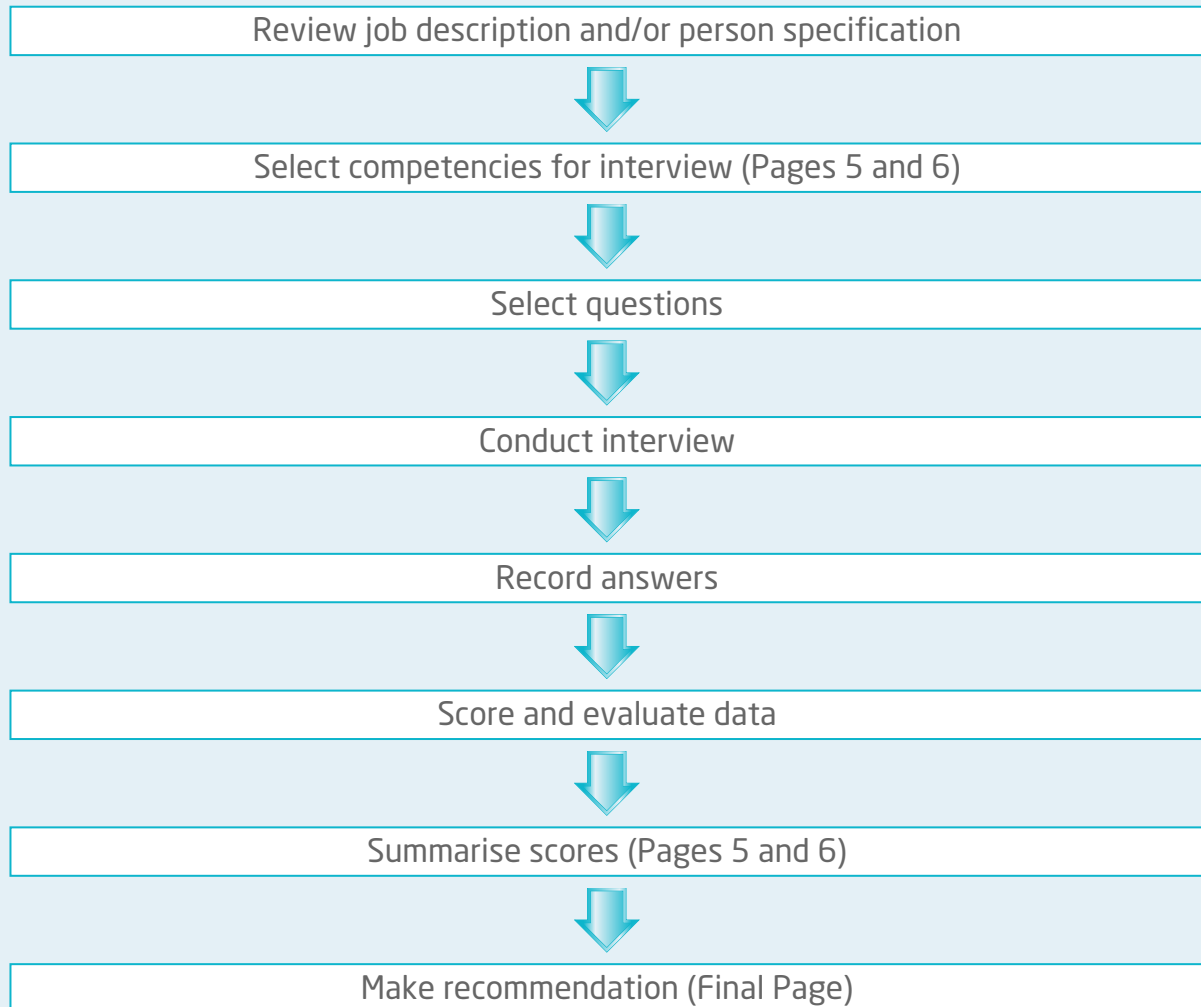 Review job description and/or person specification
Select competencies for interview (Pages 5 and 6)
Select questions
Conduct interview
Record answers
Score and evaluate data
Summarise scores (Pages 5 and 6)
Make recommendation (Final Page)